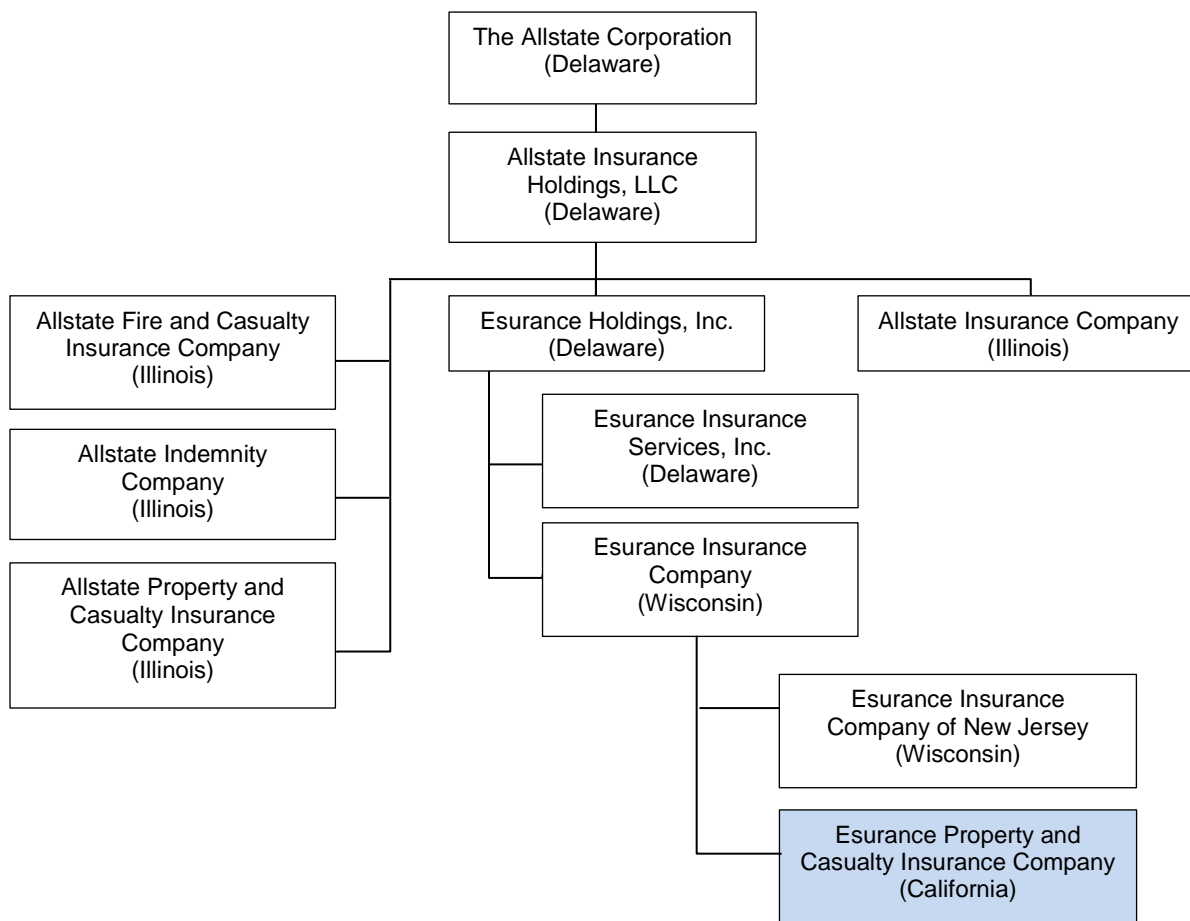 The Allstate Corporation
(Delaware)
Allstate Insurance
Holdings, LLC
(Delaware)
Allstate Fire and Casualty
Insurance Company
(Illinois)
Esurance Holdings, Inc.
(Delaware)
Allstate Insurance Company
(Illinois)
Allstate Indemnity
Company
(Illinois)
Allstate Property and
Casualty Insurance
Company
(Illinois)
Esurance Insurance
Services, Inc.
(Delaware)
Esurance Insurance
Company
(Wisconsin)
Esurance Insurance
Company of New Jersey
(Wisconsin)
Esurance Property and
Casualty Insurance Company
(California)